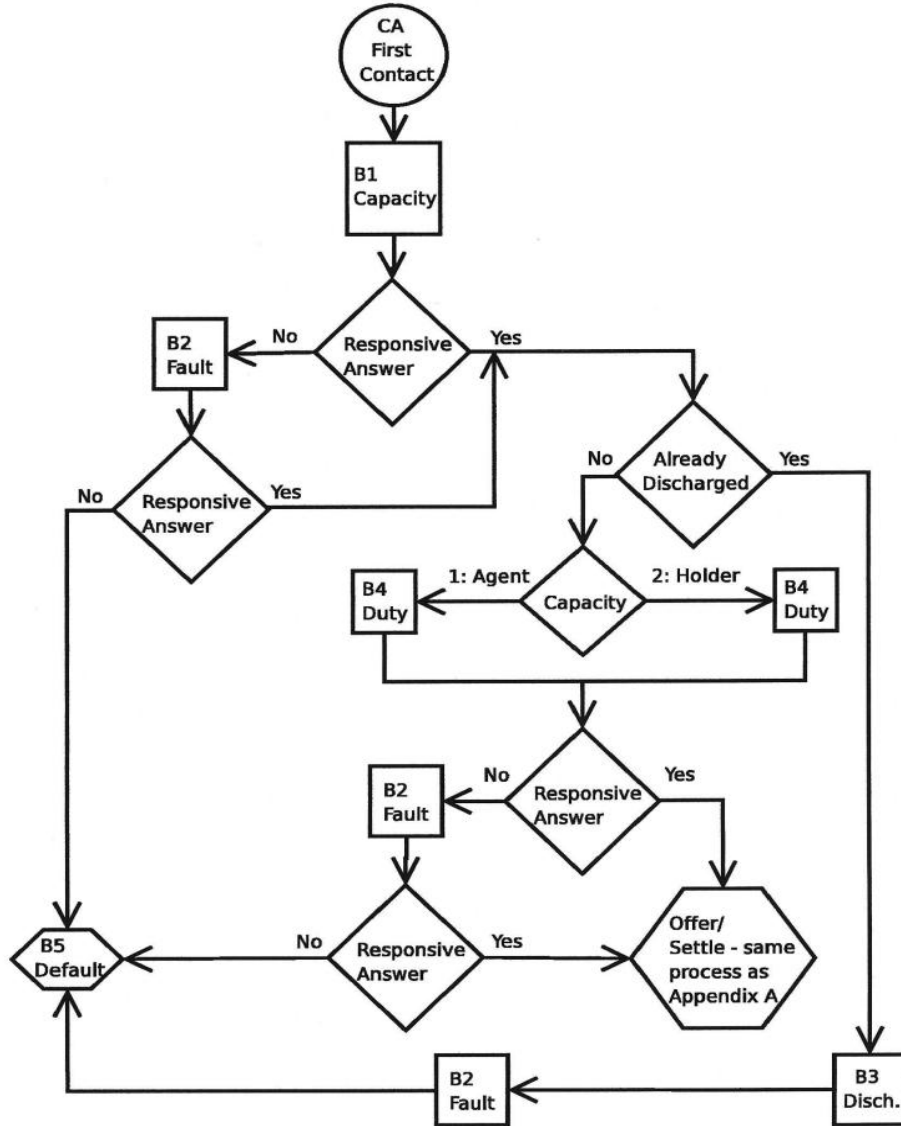 CA
First
Contact
B1
Capacity
No
Yes
B2
Fault
Responsive
Answer
No
Yes
Already
Discharged
No
Yes
Responsive
Answer
1: Agent
2: Holder
B4
Duty
Capacity
B4
Duty
No
Yes
B2
Fault
Responsive
Answer
B5
Default
No
Yes
Responsive
Answer
Offer/
Settle - same
process as
Appendix A
B2
Fault
B3
Disch.